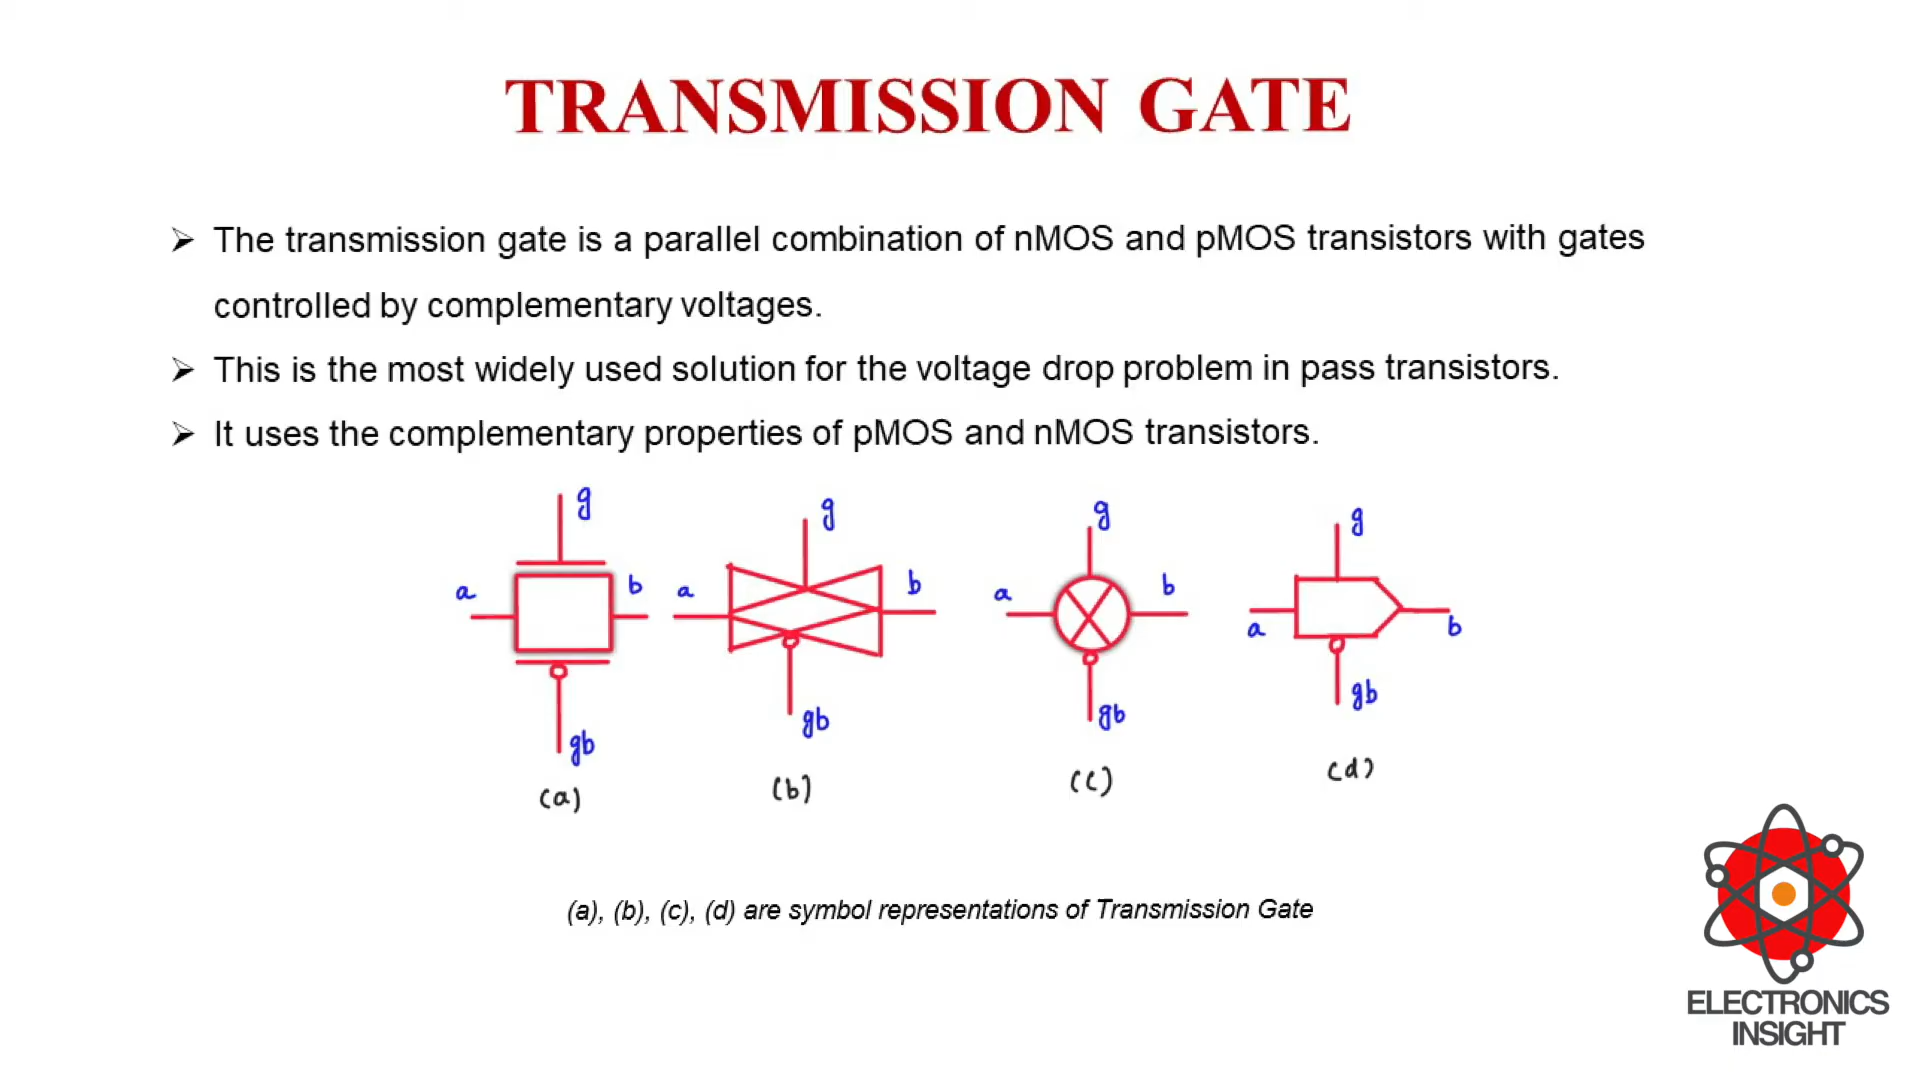 TRANSMISSION GATE
➢ The transmission gate is a parallel combination of nMOS and pMOS transistors with gates
controlled by complementary voltages.
➢ This is the most widely used solution for the voltage drop problem in pass transistors.
➢ It uses the complementary properties of pMOS and nMOS transistors.
g g g g
a b a b a b a b
gb gb gb gb
(a) (b) (c) (d)
(a), (b), (c), (d) are symbol representations of Transmission Gate
ELECTRONICS
INSIGHT